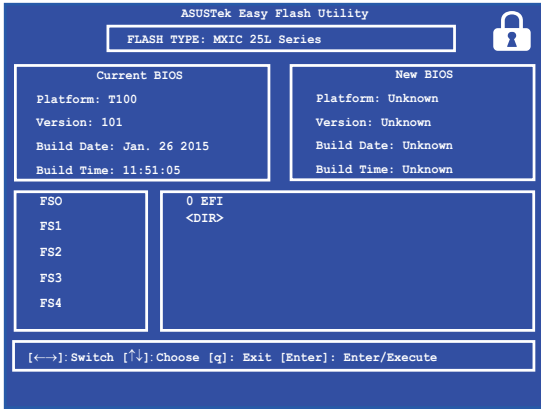 ASUSTek Easy Flash Utility
FLASH TYPE: MXIC 25L Series
Current BIOS
Platform: T100
Version: 101
Build Date: Jan. 26 2015
Build Time: 11:51:05
New BIOS
Platform: Unknown
Version: Unknown
Build Date: Unknown
Build Time: Unknown
FSO
FS1
FS2
FS3
FS4
0 EFI
<DIR>
[←→]: Switch [↑↓]: Choose [q]: Exit [Enter]: Enter/Execute